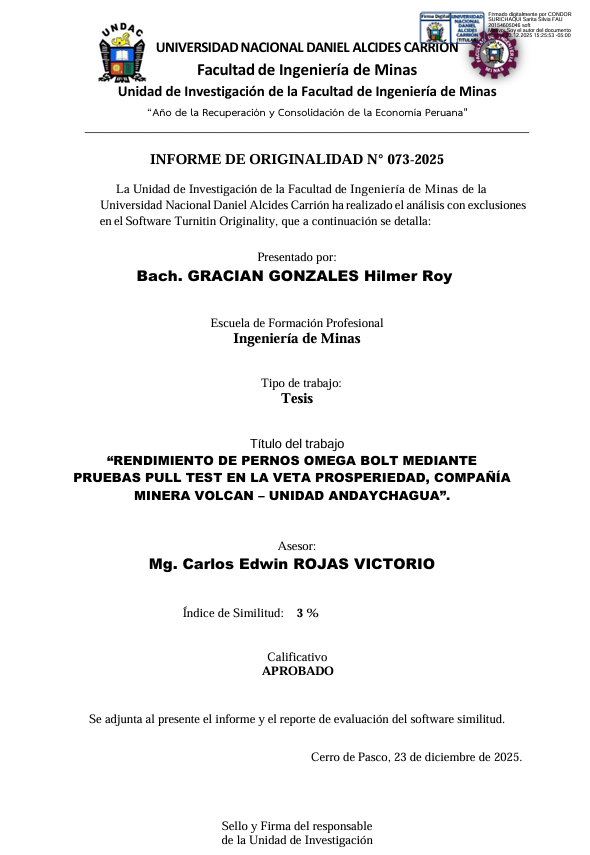 UNDAC
Firma Digital
UNIVERSIDAD NACIONAL DANIEL ALCIDES CARRION
Firmado digitalmente por CONDOR
SURICHAQUI Sarita Silvia FAU
20154605046 soft
Soy el autor del documento
.12.2025 15:25:53 -05:00
MINAS
UNIVERSIDAD NACIONAL DANIEL ALCIDES CARRIÓN
Facultad de Ingeniería de Minas
Unidad de Investigación de la Facultad de Ingeniería de Minas
“Año de la Recuperación y Consolidación de la Economía Peruana”
INFORME DE ORIGINALIDAD N° 073-2025
La Unidad de Investigación de la Facultad de Ingeniería de Minas de la
Universidad Nacional Daniel Alcides Carrión ha realizado el análisis con exclusiones
en el Software Turnitin Originality, que a continuación se detalla:
Presentado por:
Bach. GRACIAN GONZALES Hilmer Roy
Escuela de Formación Profesional
Ingeniería de Minas
Tipo de trabajo:
Tesis
Título del trabajo
“RENDIMIENTO DE PERNOS OMEGA BOLT MEDIANTE
PRUEBAS PULL TEST EN LA VETA PROSPERIEDAD, COMPAÑÍA
MINERA VOLCAN – UNIDAD ANDAYCHAGUA”.
Asesor:
Mg. Carlos Edwin ROJAS VICTORIO
Índice de Similitud: 3 %
Calificativo
APROBADO
Se adjunta al presente el informe y el reporte de evaluación del software similitud.
Cerro de Pasco, 23 de diciembre de 2025.
Sello y Firma del responsable
de la Unidad de Investigación